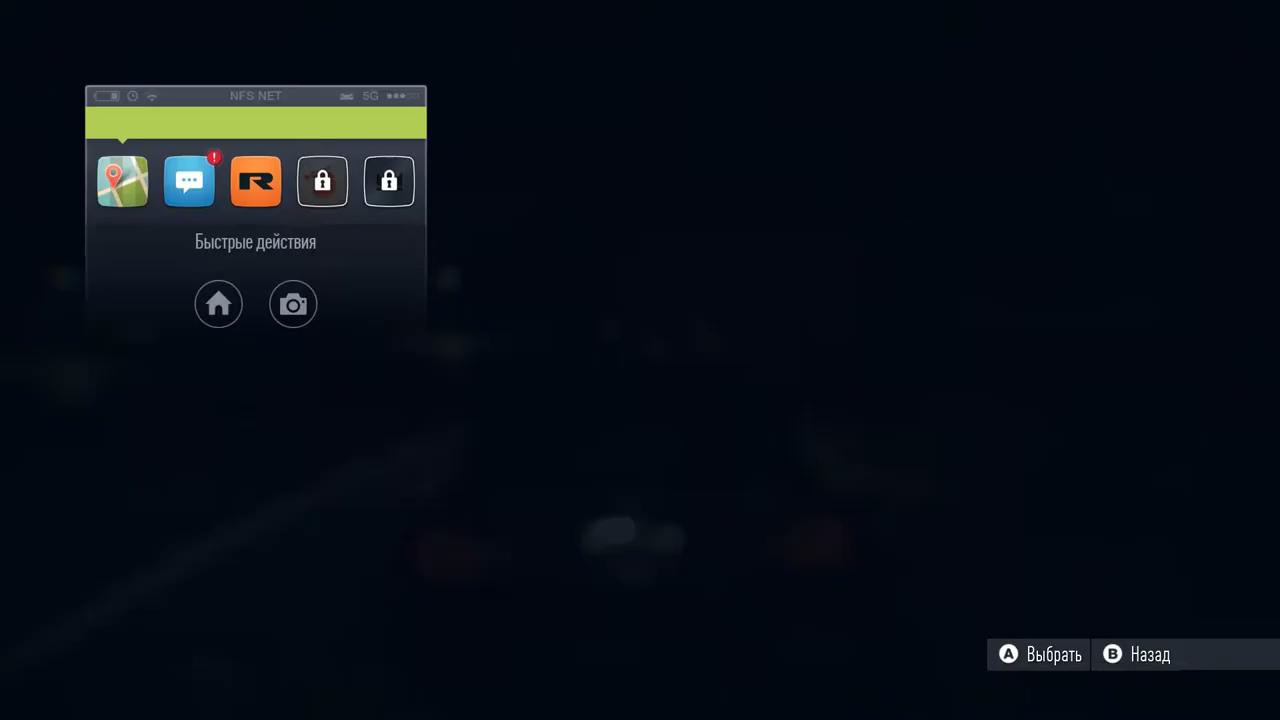 NFS NET 5G
!
R
Быстрые действия
A Выбрать B Назад